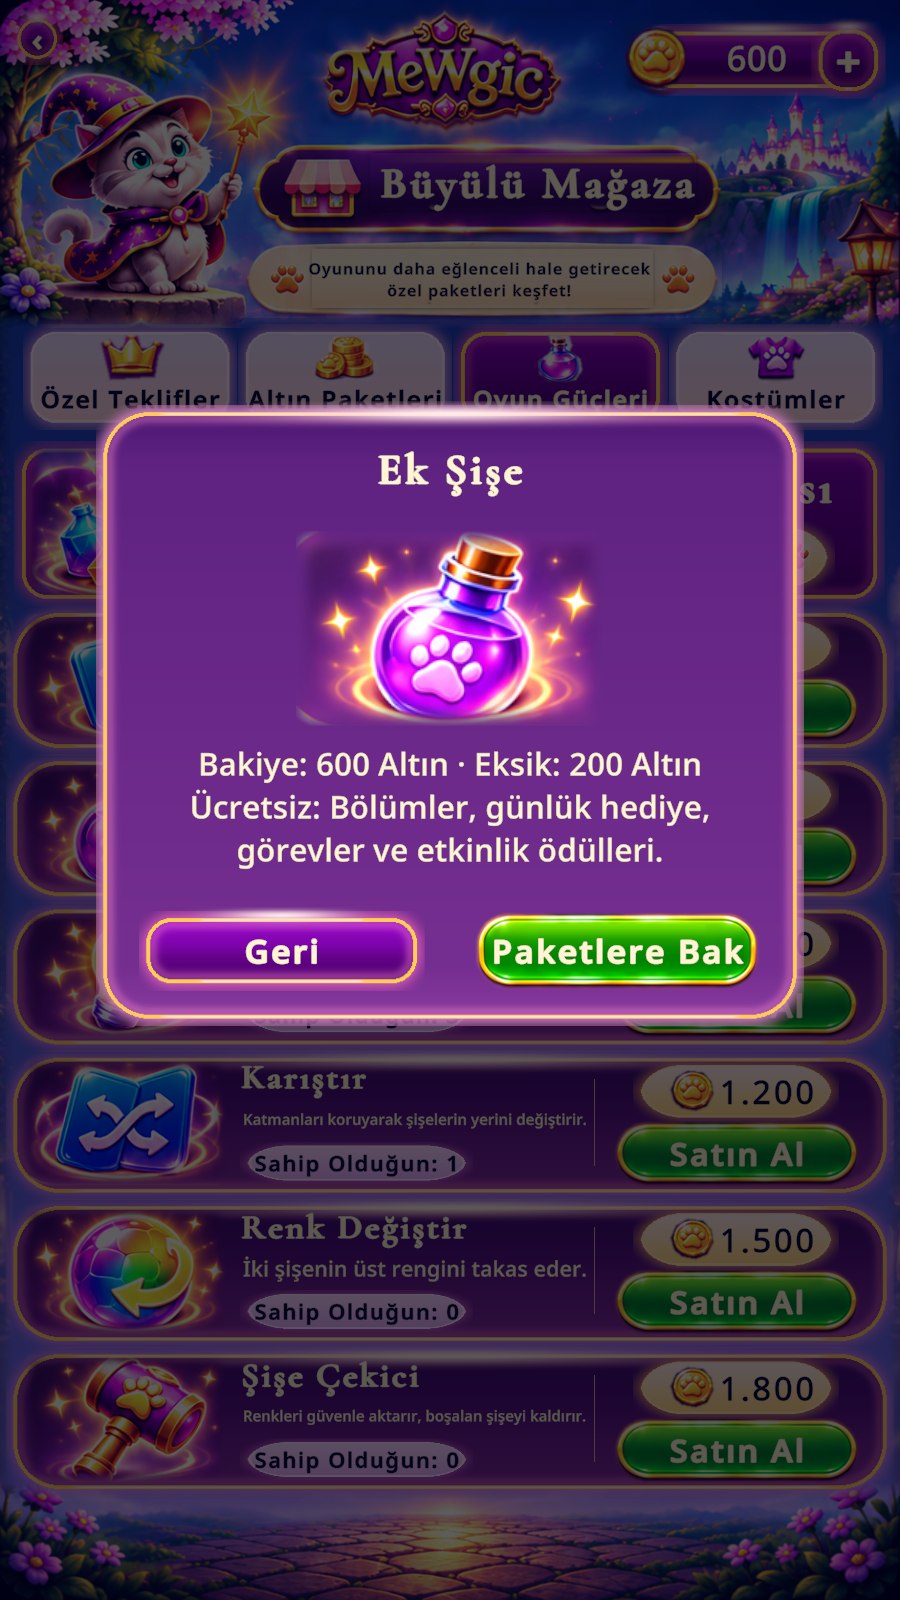 MeWgic
600
+
Büyülü Mağaza
Oyununu daha eğlenceli hale getirecek
özel paketleri keşfet!
Özel Teklifler
Altın Paketleri
Oyun Güçleri
Kostümler
Ek Şişe
Bakiye: 600 Altın · Eksik: 200 Altın
Ücretsiz: Bölümler, günlük hediye,
görevler ve etkinlik ödülleri.
Geri
Paketlere Bak
Karıştır
Katmanları koruyarak şişelerin yerini değiştirir.
Sahip Olduğun: 1
1.200
Satın Al
Renk Değiştir
İki şişenin üst rengini takas eder.
Sahip Olduğun: 0
1.500
Satın Al
Şişe Çekici
Renkleri güvenle aktarır, boşalan şişeyi kaldırır.
Sahip Olduğun: 0
1.800
Satın Al